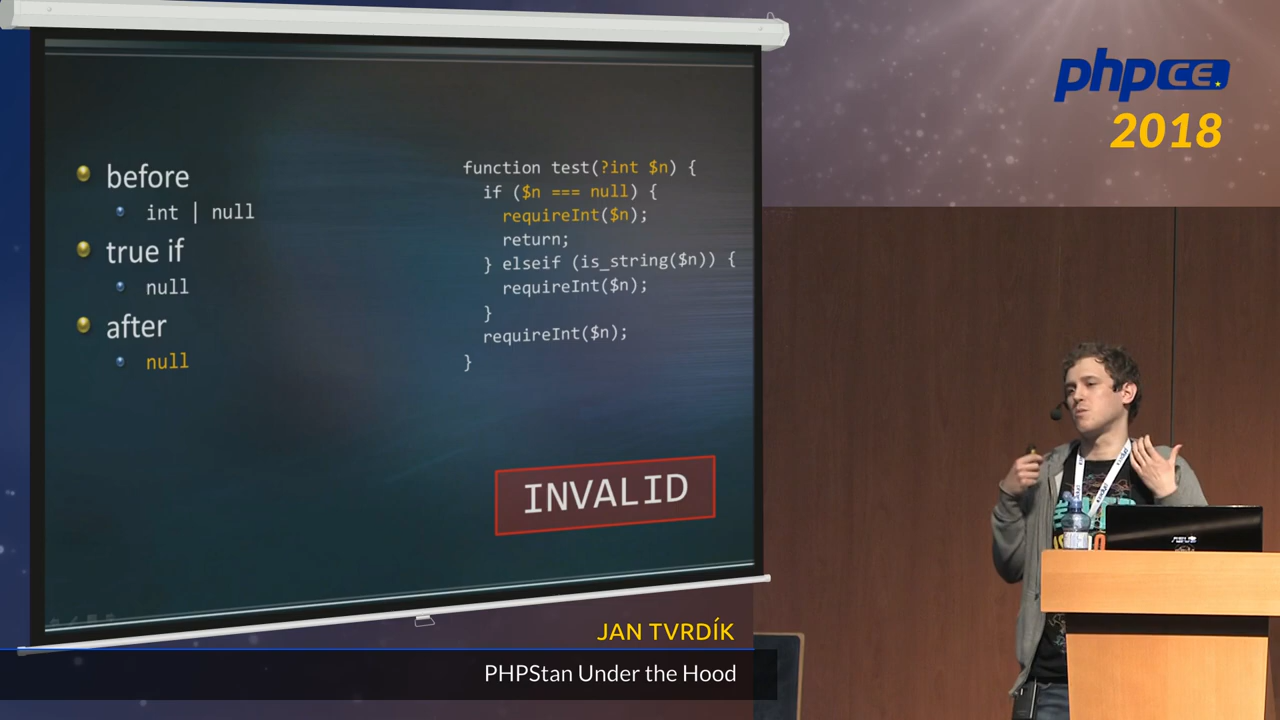 phpce
2018
before
int | null
true if
null
after
null
function test(?int $n) {
if ($n === null) {
requireInt($n);
return;
} elseif (is_string($n)) {
requireInt($n);
}
requireInt($n);
}
INVALID
ASUS
JAN TVRDÍK
PHPStan Under the Hood